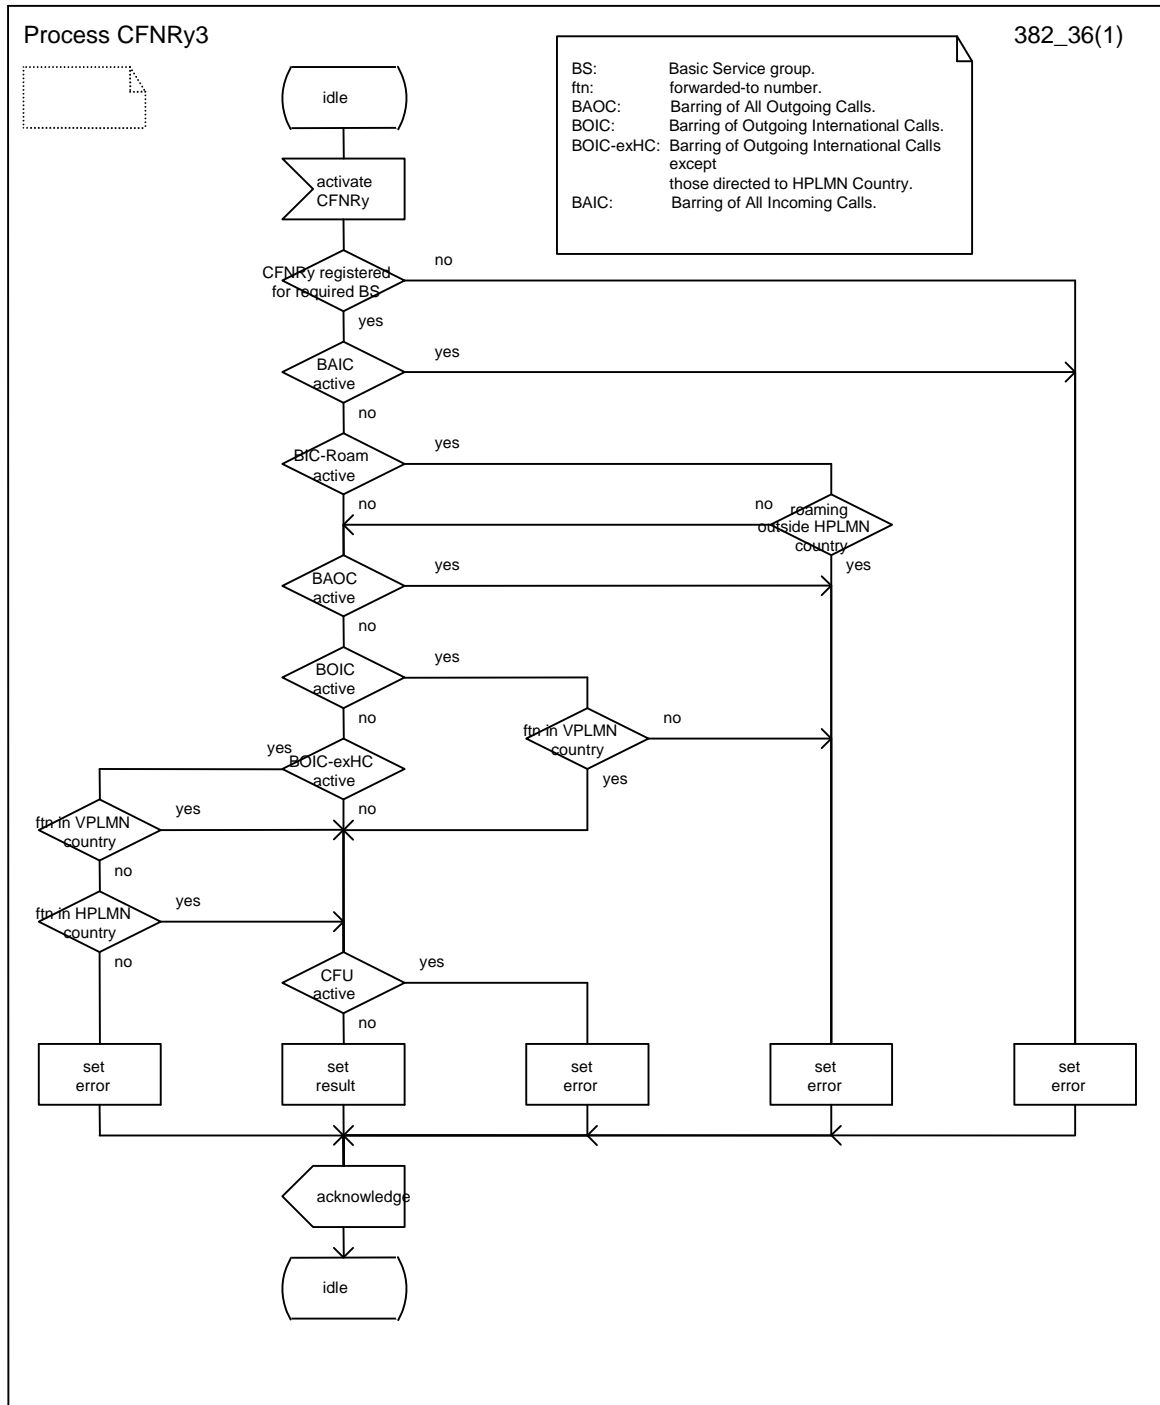 Process CFNRy3
382_36(1)
BS: Basic Service group.
ftn: forwarded-to number.
BAOC: Barring of All Outgoing Calls.
BOIC: Barring of Outgoing International Calls.
BOIC-exHC: Barring of Outgoing International Calls
except
those directed to HPLMN Country.
BAIC: Barring of All Incoming Calls.
idle
activate
CFNRy
CFNRy registered
for required BS
no
yes
BAIC
active
yes
no
BIC-Roam
active
yes
no
no
roaming
outside HPLMN
country
yes
BAOC
active
yes
no
BOIC
active
yes
no
ftn in VPLMN
country
no
yes
yes
BOIC-exHC
active
no
ftn in VPLMN
country
yes
no
ftn in HPLMN
country
yes
no
CFU
active
yes
no
set
error
set
result
set
error
set
error
set
error
acknowledge
idle